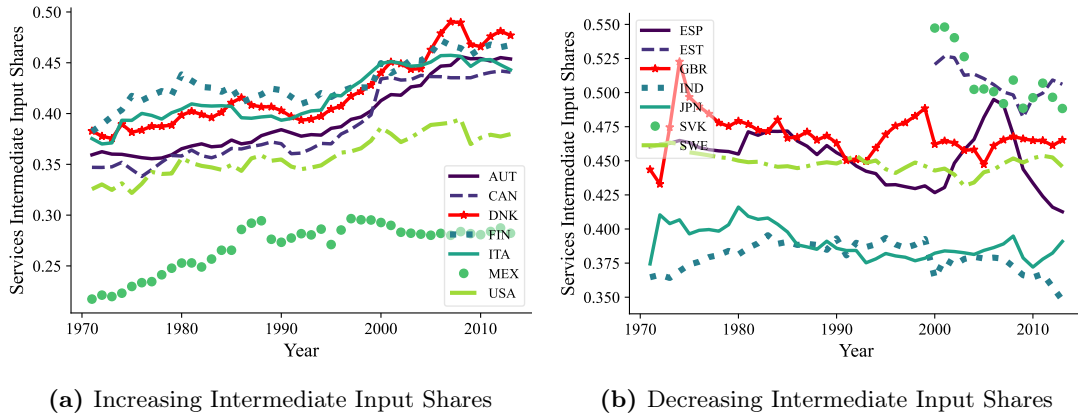 Services Intermediate Input Shares
0.50
0.45
0.40
0.35
0.30
0.25
AUT
CAN
DNK
FIN
ITA
MEX
USA
1970
1980
1990
2000
2010
Year
(a) Increasing Intermediate Input Shares
Services Intermediate Input Shares
0.550
0.525
0.500
0.475
0.450
0.425
0.400
0.375
0.350
ESP
EST
GBR
IND
JPN
SVK
SWE
1970
1980
1990
2000
2010
Year
(b) Decreasing Intermediate Input Shares